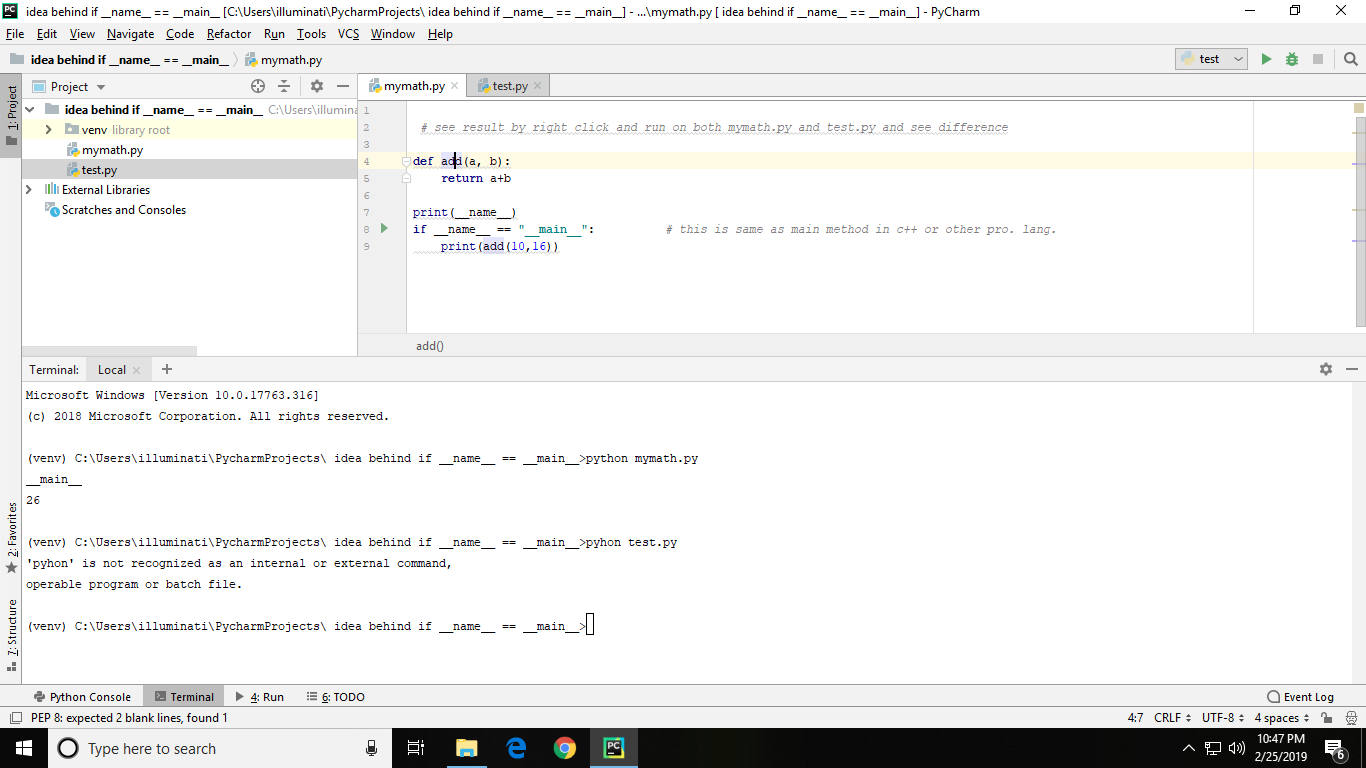 idea behind if __name__ == __main__ [C:\Users\illuminati\PycharmProjects\ idea behind if __name__ == __main__] - ...\mymath.py [ idea behind if __name__ == __main__] - PyCharm
File Edit View Navigate Code Refactor Run Tools VCS Window Help
idea behind if __name__ == __main__ mymath.py test
1: Project
Project
idea behind if __name__ == __main__ C:\Users\illumina
venv library root
mymath.py
test.py
External Libraries
Scratches and Consoles
mymath.py test.py
1
2 # see result by right click and run on both mymath.py and test.py and see difference
3
4 def add(a, b):
5 return a+b
6
7 print(__name__)
8 if __name__ == "__main__": # this is same as main method in c++ or other pro. lang.
9 print(add(10,16))
add()
Terminal: Local +
Microsoft Windows [Version 10.0.17763.316]
(c) 2018 Microsoft Corporation. All rights reserved.
(venv) C:\Users\illuminati\PycharmProjects\ idea behind if __name__ == __main__>python mymath.py
__main__
26
(venv) C:\Users\illuminati\PycharmProjects\ idea behind if __name__ == __main__>pyhon test.py
'pyhon' is not recognized as an internal or external command,
operable program or batch file.
(venv) C:\Users\illuminati\PycharmProjects\ idea behind if __name__ == __main__>
2: Favorites
7: Structure
Python Console Terminal 4: Run 6: TODO Event Log
PEP 8: expected 2 blank lines, found 1 4:7 CRLF UTF-8 4 spaces
Type here to search
10:47 PM
2/25/2019
6
PC